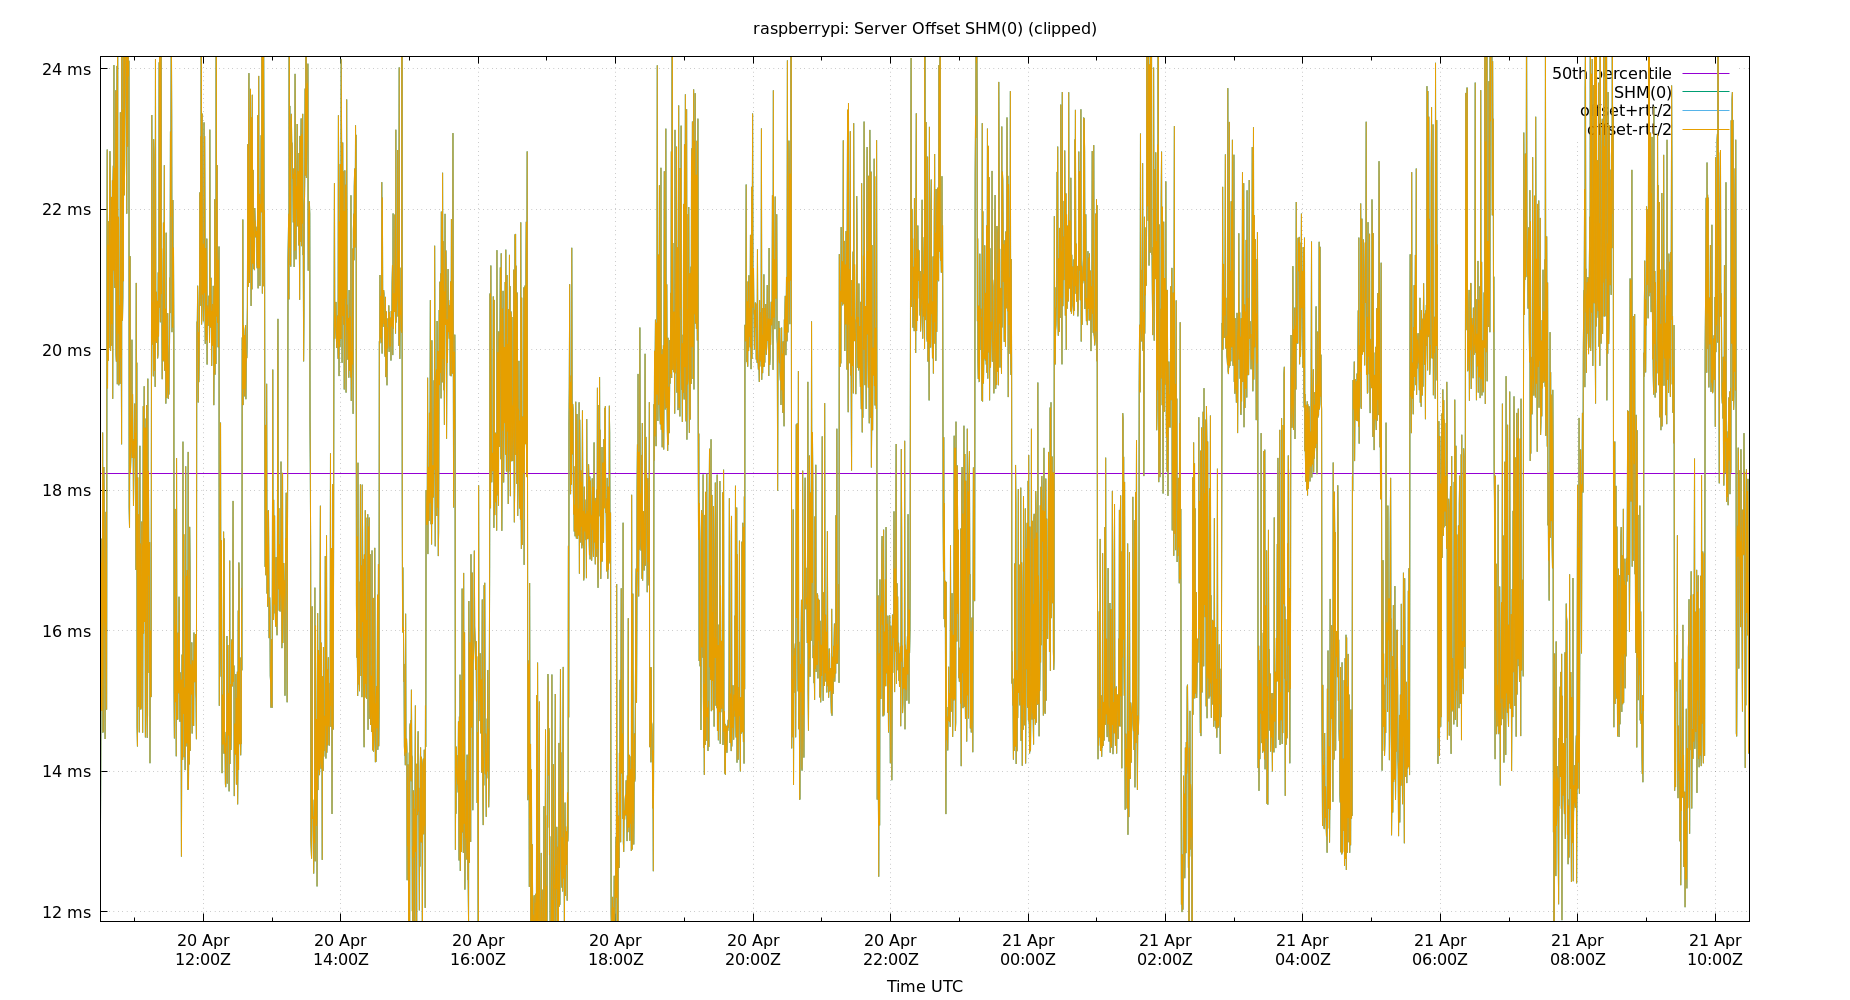 raspberrypi: Server Offset SHM(0) (clipped)
24 ms
22 ms
20 ms
18 ms
16 ms
14 ms
12 ms
50th percentile
SHM(0)
offset+rtt/2
offset-rtt/2
20 Apr 20 Apr 20 Apr 20 Apr 20 Apr 20 Apr 21 Apr 21 Apr 21 Apr 21 Apr 21 Apr 21 Apr
12:00Z 14:00Z 16:00Z 18:00Z 20:00Z 22:00Z 00:00Z 02:00Z 04:00Z 06:00Z 08:00Z 10:00Z
Time UTC